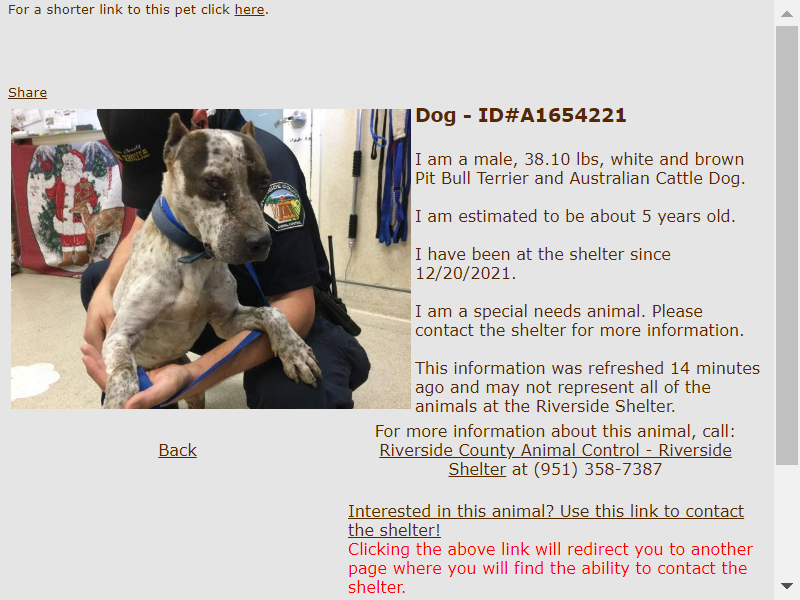 For a shorter link to this pet click here.
Share
Dog - ID#A1654221
I am a male, 38.10 lbs, white and brown
Pit Bull Terrier and Australian Cattle Dog.
I am estimated to be about 5 years old.
I have been at the shelter since
12/20/2021.
I am a special needs animal. Please
contact the shelter for more information.
This information was refreshed 14 minutes
ago and may not represent all of the
animals at the Riverside Shelter.
For more information about this animal, call:
Back
Riverside County Animal Control - Riverside
Shelter at (951) 358-7387
Interested in this animal? Use this link to contact
the shelter!
Clicking the above link will redirect you to another
page where you will find the ability to contact the
shelter.